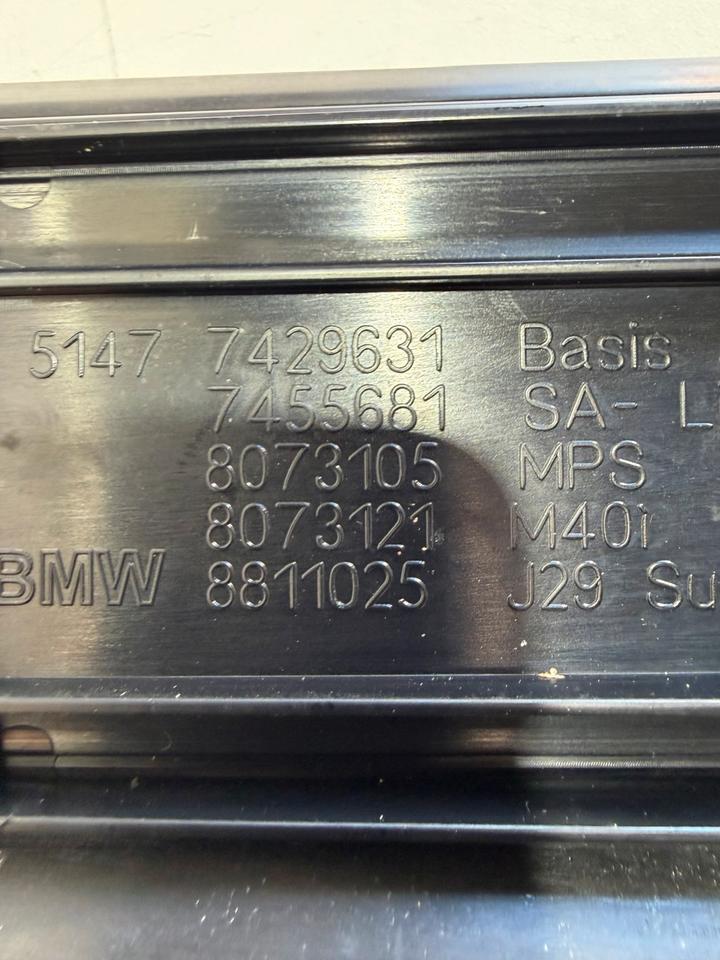 5147 7429631 Basis
7455681 SA- L
8073105 MPS
8073121 M40i
BMW 8811025 J29 Su